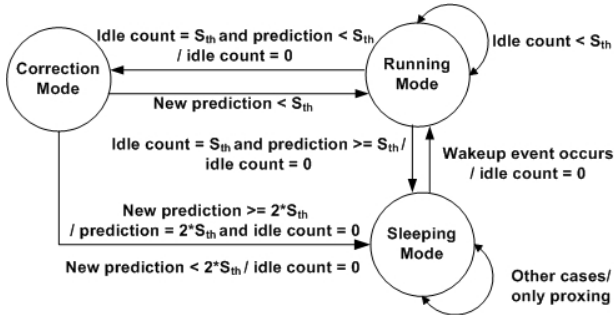 Idle count = Sth and prediction < Sth
/ idle count = 0
Correction
Mode
Running
Mode
Idle count < Sth
New prediction < Sth
Idle count = Sth and prediction >= Sth /
idle count = 0
Wakeup event occurs
/ idle count = 0
New prediction >= 2*Sth
/ prediction = 2*Sth and idle count = 0
New prediction < 2*Sth / idle count = 0
Sleeping
Mode
Other cases/
only proxing